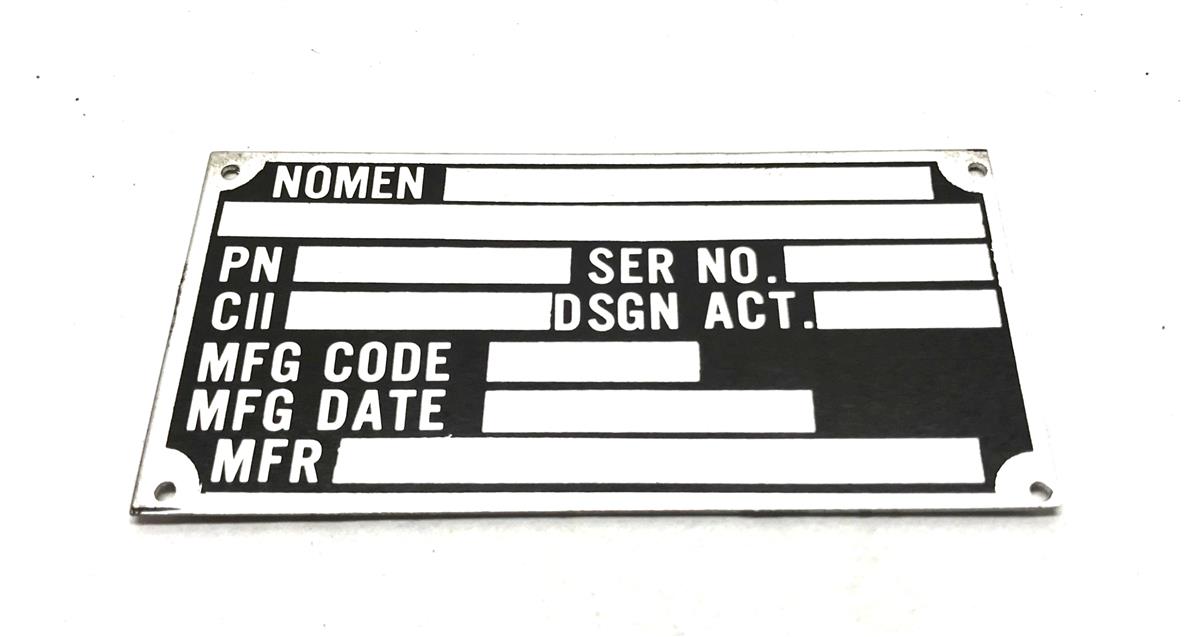 NOMEN
PN SER NO.
CII DSGN ACT.
MFG CODE
MFG DATE
MFR